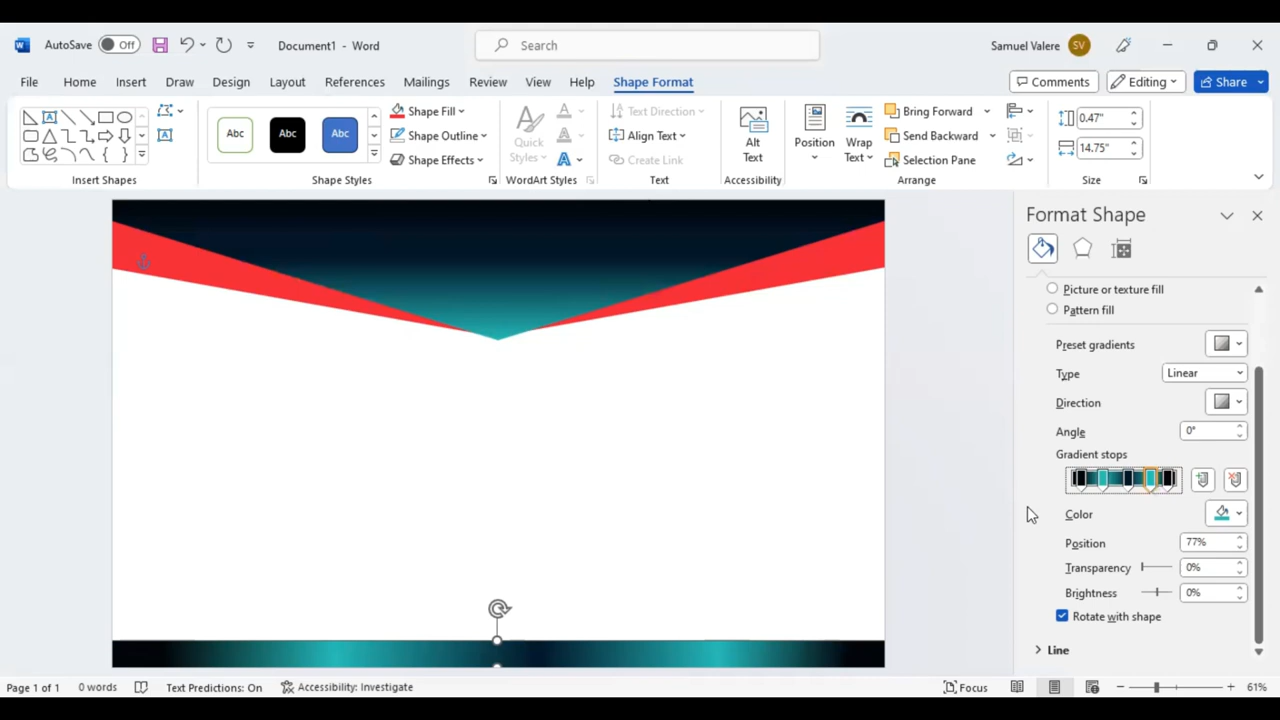 AutoSave Off Document1 - Word Search Samuel Valere SV
File Home Insert Draw Design Layout References Mailings Review View Help Shape Format Comments Editing Share
Abc Abc Abc
Shape Fill
Shape Outline
Shape Effects
Quick Styles
Text Direction
Align Text
Create Link
Alt Text
Position
Wrap Text
Bring Forward
Send Backward
Selection Pane
0.47"
14.75"
Insert Shapes Shape Styles WordArt Styles Text Accessibility Arrange Size
Format Shape
Picture or texture fill
Pattern fill
Preset gradients
Type Linear
Direction
Angle 0°
Gradient stops
Color
Position 77%
Transparency 0%
Brightness 0%
Rotate with shape
Line
Page 1 of 1 0 words Text Predictions: On Accessibility: Investigate Focus 61%